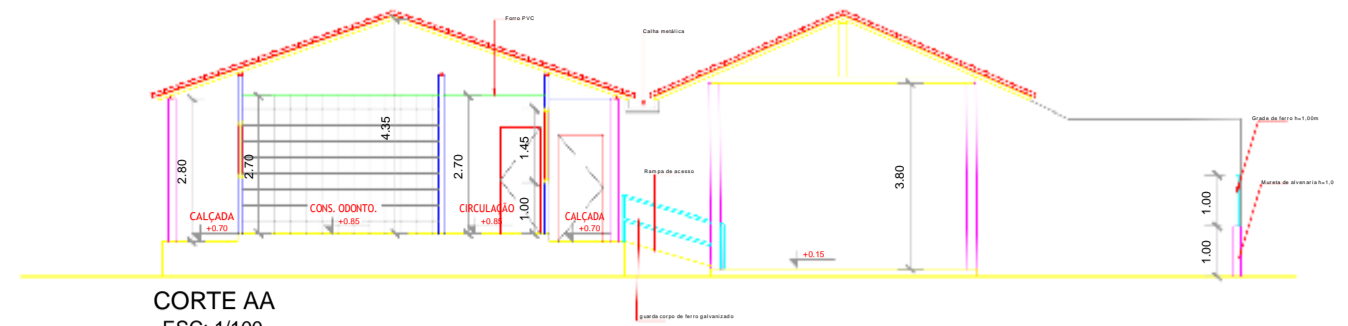 Forro PVC
Calha metálica
Grade de ferro h=1,00m
4.35
1.45
2.80
2.70
2.70
Rampa de acesso
3.80
Mureta de alvenaria h=1,0
1.00
1.00
CALÇADA
+0.70
CONS. ODONTO.
+0.85
CIRCULAÇÃO
+0.85
CALÇADA
+0.70
+0.15
1.00
CORTE AA
ESC: 1/100
guarda corpo de ferro galvanizado